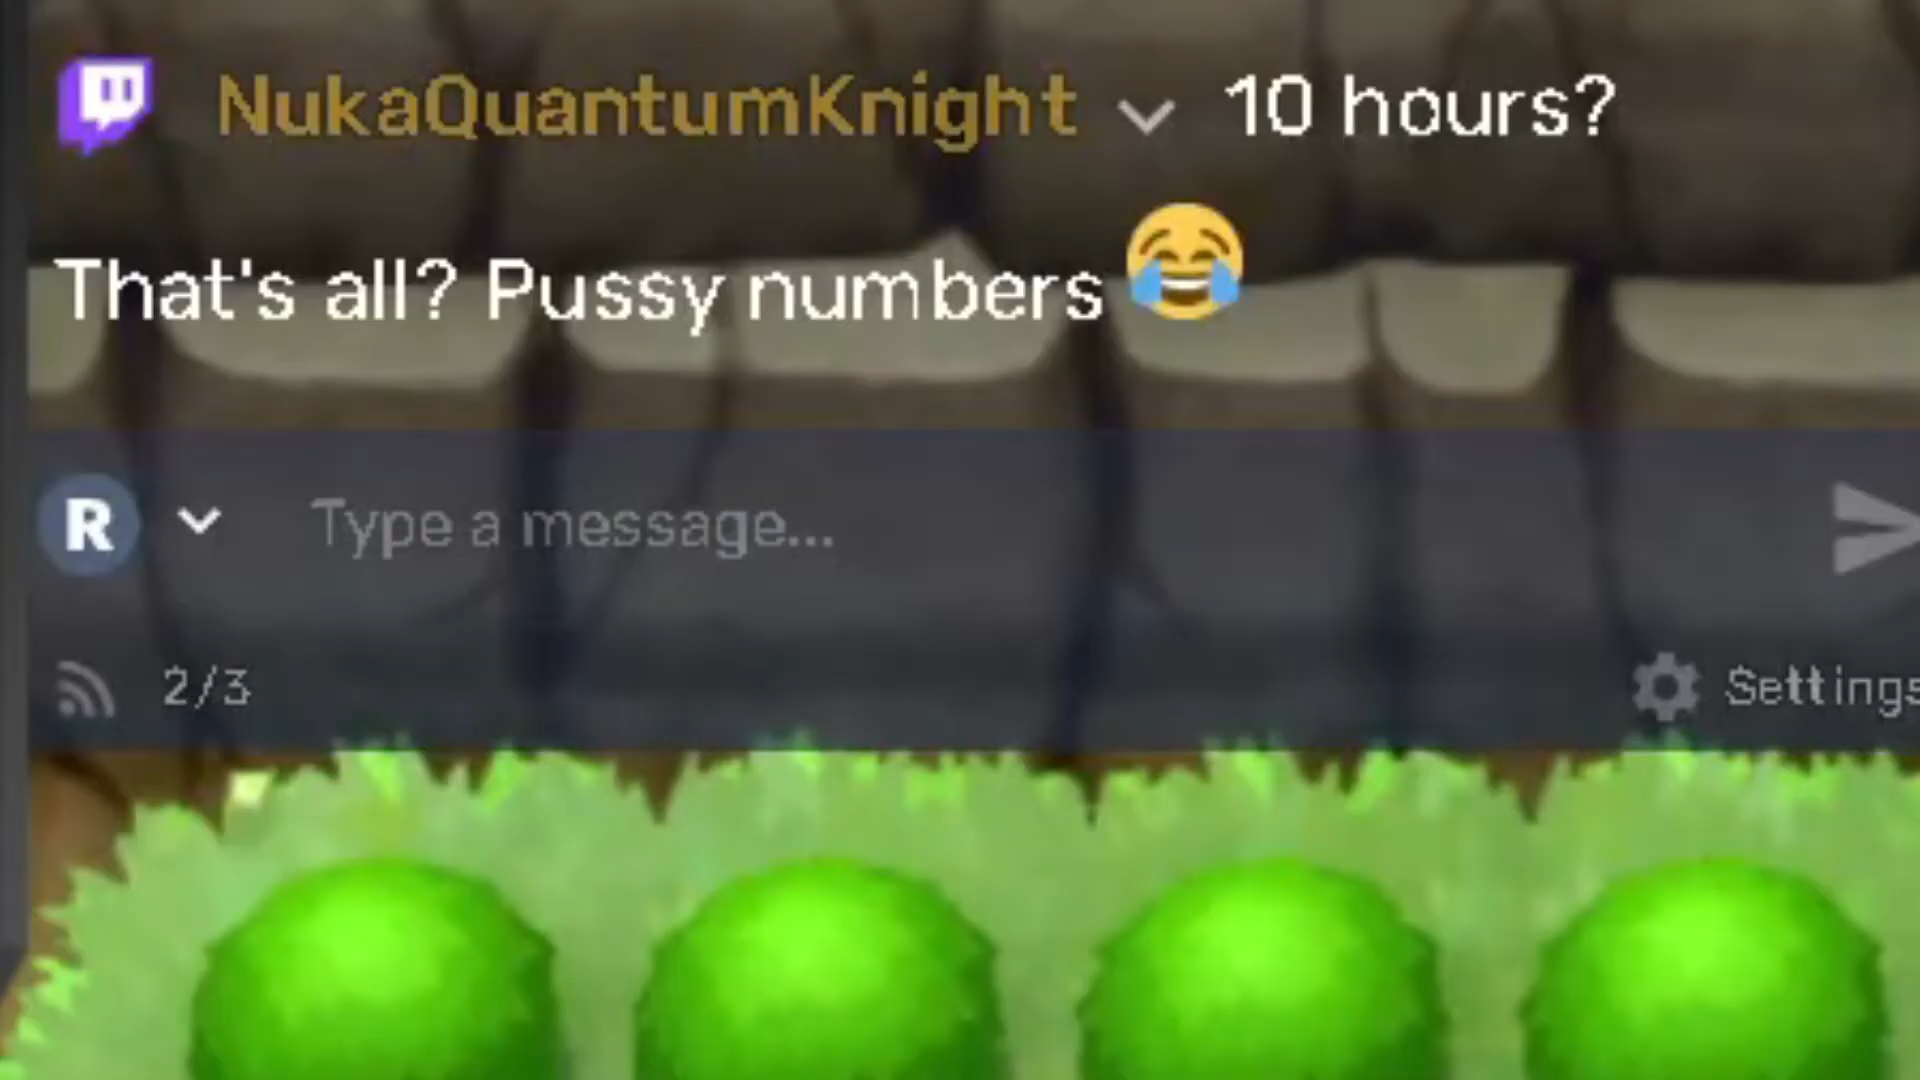 NukaQuantumKnight 10 hours?
That's all? Pussy numbers 😂
R Type a message...
2/3 Settings